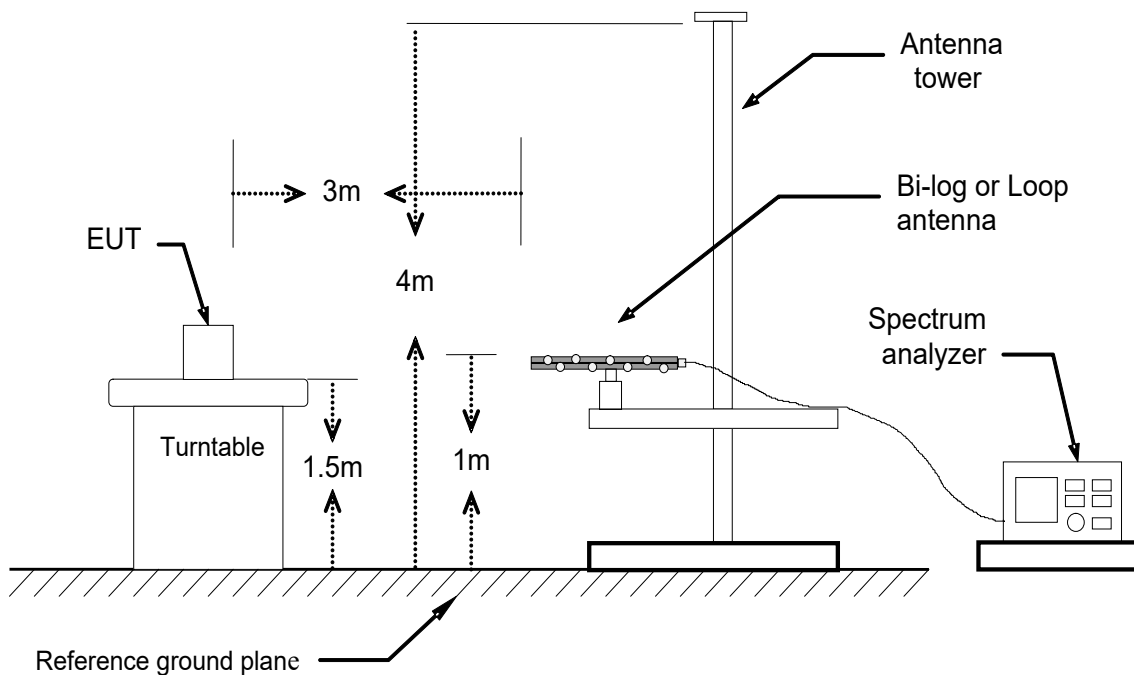 Antenna
tower
3m
Bi-log or Loop
antenna
EUT
4m
Spectrum
analyzer
Turntable
1.5m
1m
Reference ground plane